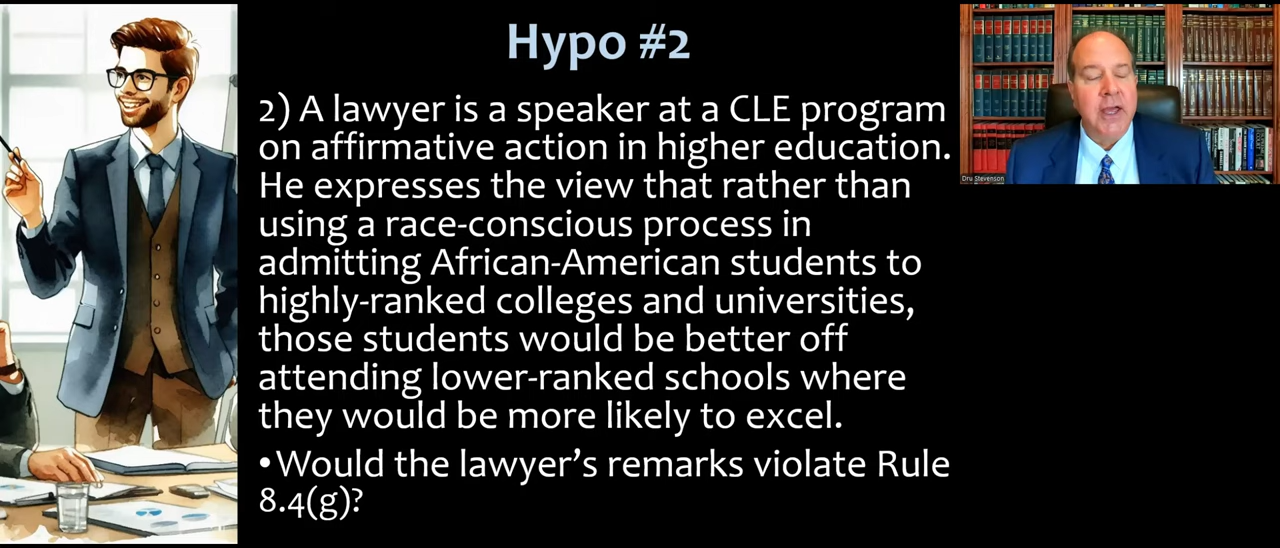 Hypo #2
2) A lawyer is a speaker at a CLE program
on affirmative action in higher education.
He expresses the view that rather than
using a race-conscious process in
admitting African-American students to
highly-ranked colleges and universities,
those students would be better off
attending lower-ranked schools where
they would be more likely to excel.
•Would the lawyer’s remarks violate Rule
8.4(g)?
Dru Stevenson